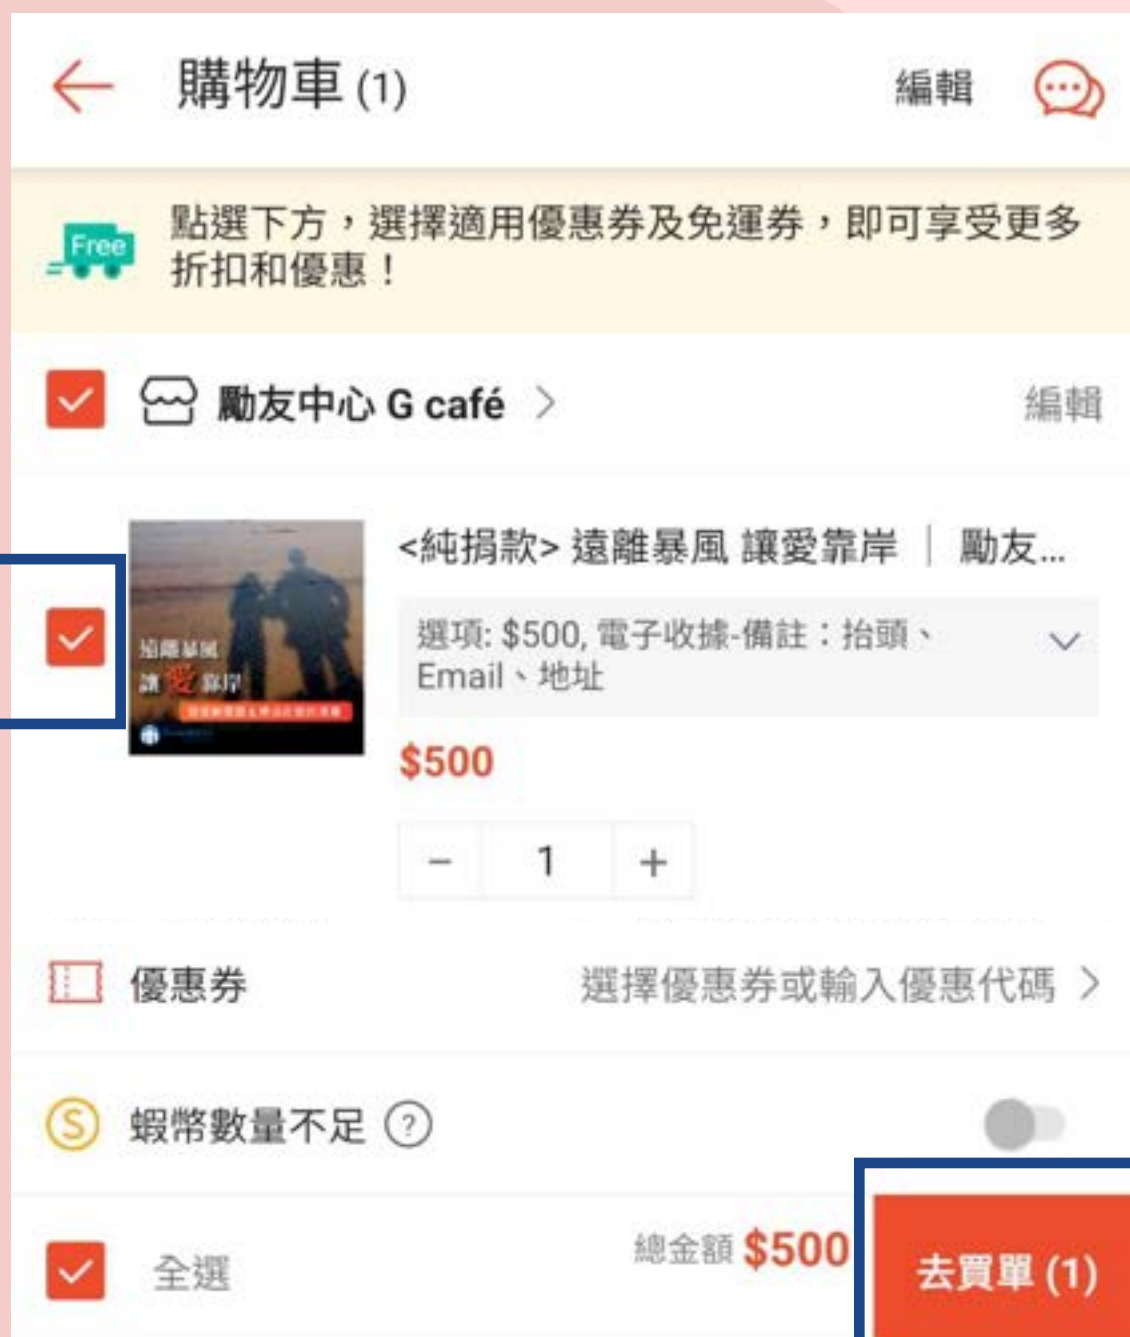 購物車 (1)
編輯
Free
點選下方，選擇適用優惠券及免運券，即可享受更多
折扣和優惠！
勵友中心 G café
編輯
<純捐款> 遠離暴風 讓愛靠岸｜ 勵友...
遠離暴風
讓愛靠岸
選項: $500, 電子收據-備註：抬頭、
Email、地址
$500
− 1 +
優惠券
選擇優惠券或輸入優惠代碼 >
S
蝦幣數量不足 ?
全選
總金額 $500
去買單 (1)